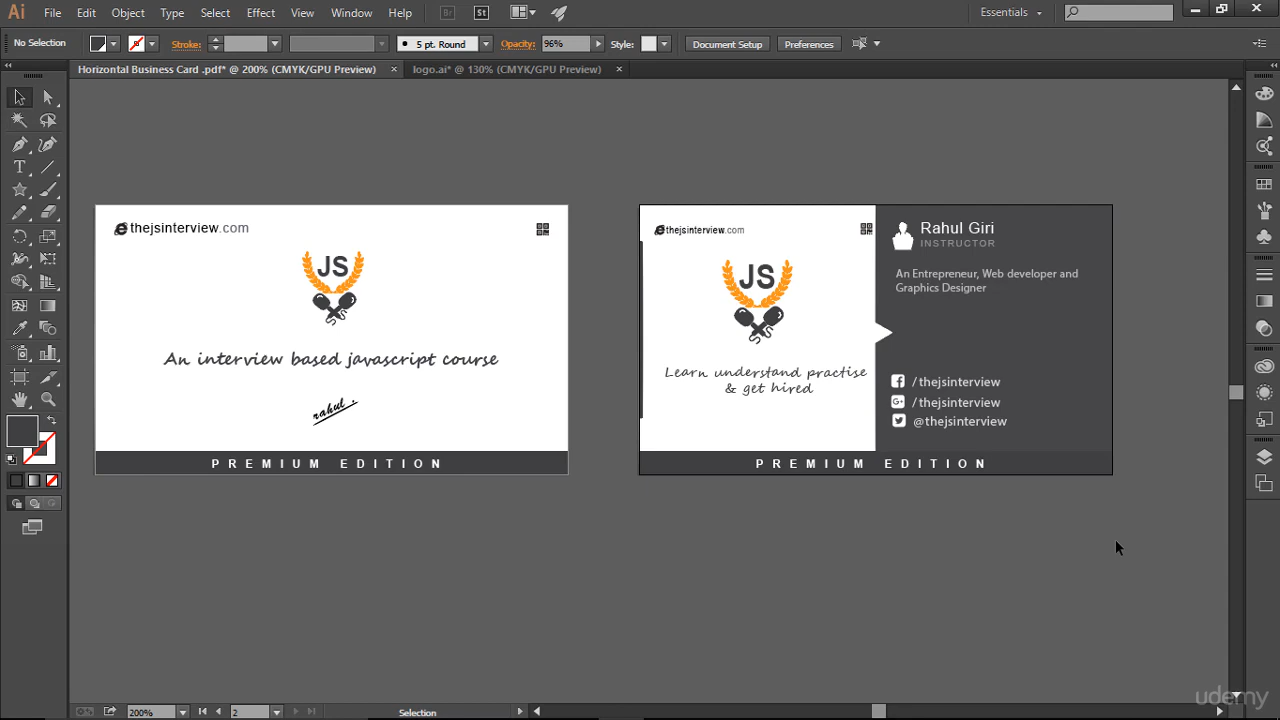 Ai File Edit Object Type Select Effect View Window Help Br St Essentials
No Selection Stroke: 5 pt. Round Opacity: 96% Style: Document Setup Preferences
Horizontal Business Card .pdf* @ 200% (CMYK/GPU Preview) × logo.ai* @ 130% (CMYK/GPU Preview) ×
thejsinterview.com
JS
An interview based javascript course
rahul .
PREMIUM EDITION
thejsinterview.com
JS
Learn understand practise
& get hired
Rahul Giri
INSTRUCTOR
An Entrepreneur, Web developer and
Graphics Designer
/thejsinterview
/thejsinterview
@thejsinterview
PREMIUM EDITION
200% 2 Selection
udemy